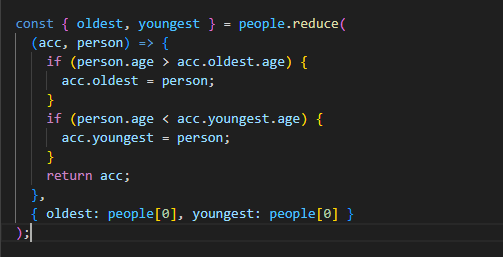 const { oldest, youngest } = people.reduce(
  (acc, person) => {
    if (person.age > acc.oldest.age) {
      acc.oldest = person;
    }
    if (person.age < acc.youngest.age) {
      acc.youngest = person;
    }
    return acc;
  },
  { oldest: people[0], youngest: people[0] }
);